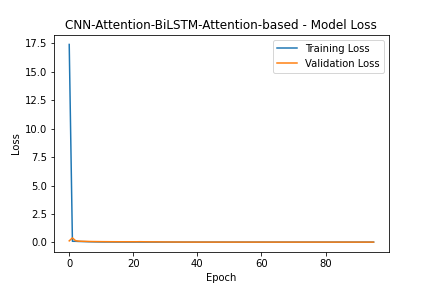 CNN-Attention-BiLSTM-Attention-based - Model Loss
17.5
15.0
12.5
10.0
7.5
5.0
2.5
0.0
Loss
Training Loss
Validation Loss
0 20 40 60 80
Epoch